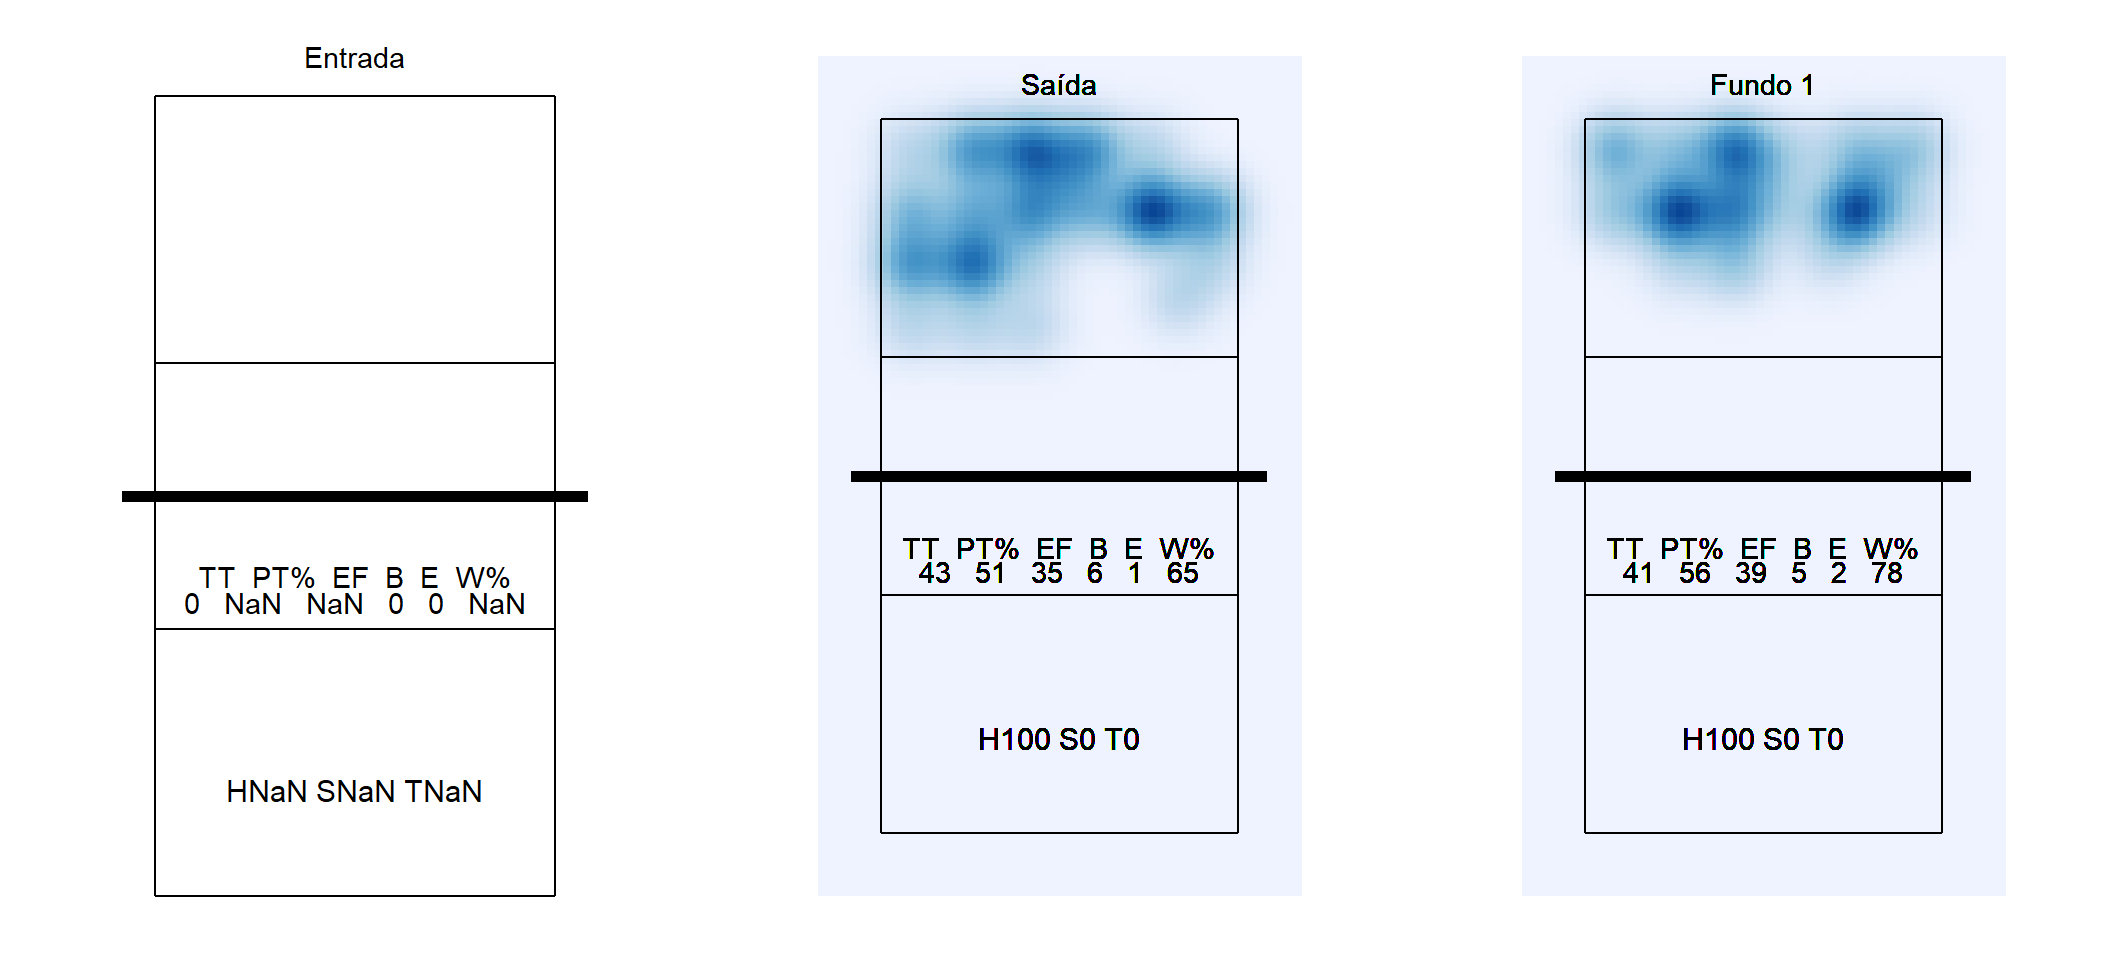 Entrada
TT PT% EF B E W%
0 NaN NaN 0 0 NaN
HNaN SNaN TNaN
Saída
TT PT% EF B E W%
43 51 35 6 1 65
H100 S0 T0
Fundo 1
TT PT% EF B E W%
41 56 39 5 2 78
H100 S0 T0